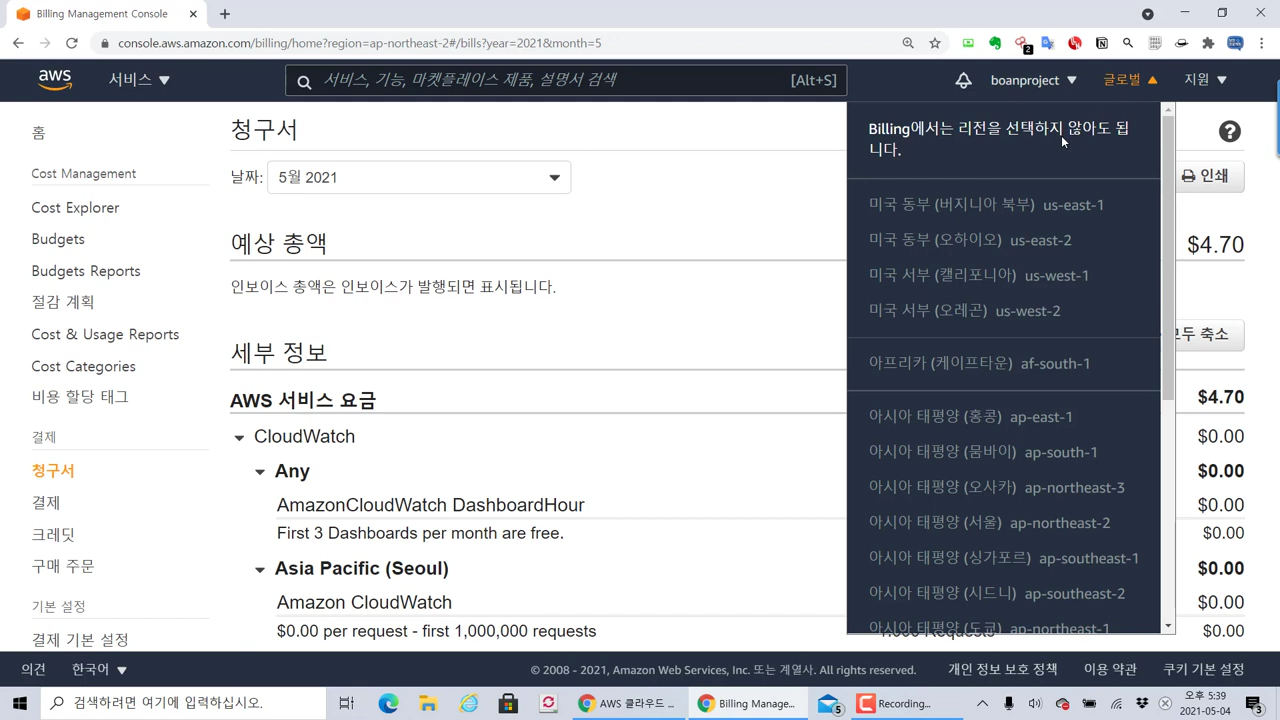 Billing Management Console
console.aws.amazon.com/billing/home?region=ap-northeast-2#/bill?year=2021&month=5
2
aws
서비스
서비스, 기능, 마켓플레이스 제품, 설명서 검색 [Alt+S]
boanproject
글로벌
지원
홈
Cost Management
Cost Explorer
Budgets
Budgets Reports
절감 계획
Cost & Usage Reports
Cost Categories
비용 할당 태그
결제
청구서
결제
크레딧
구매 주문
기본 설정
결제 기본 설정
청구서
날짜: 5월 2021
인쇄
예상 총액 $4.70
인보이스 총액은 인보이스가 발행되면 표시됩니다.
세부 정보
모두 축소
AWS 서비스 요금 $4.70
CloudWatch $0.00
Any $0.00
AmazonCloudWatch DashboardHour $0.00
First 3 Dashboards per month are free. $0.00
Asia Pacific (Seoul) $0.00
Amazon CloudWatch $0.00
$0.00 per request - first 1,000,000 requests $0.00
Billing에서는 리전을 선택하지 않아도 됩
니다.
미국 동부 (버지니아 북부) us-east-1
미국 동부 (오하이오) us-east-2
미국 서부 (캘리포니아) us-west-1
미국 서부 (오레곤) us-west-2
아프리카 (케이프타운) af-south-1
아시아 태평양 (홍콩) ap-east-1
아시아 태평양 (뭄바이) ap-south-1
아시아 태평양 (오사카) ap-northeast-3
아시아 태평양 (서울) ap-northeast-2
아시아 태평양 (싱가포르) ap-southeast-1
아시아 태평양 (시드니) ap-southeast-2
아시아 태평양 (도쿄) ap-northeast-1
의견
한국어
© 2008 - 2021, Amazon Web Services, Inc. 또는 계열사. All rights reserved.
개인 정보 보호 정책
이용 약관
쿠키 기본 설정
검색하려면 여기에 입력하십시오.
AWS 클라우드 ...
Billing Manage...
5
Recording...
오후 5:39
2021-05-04
3